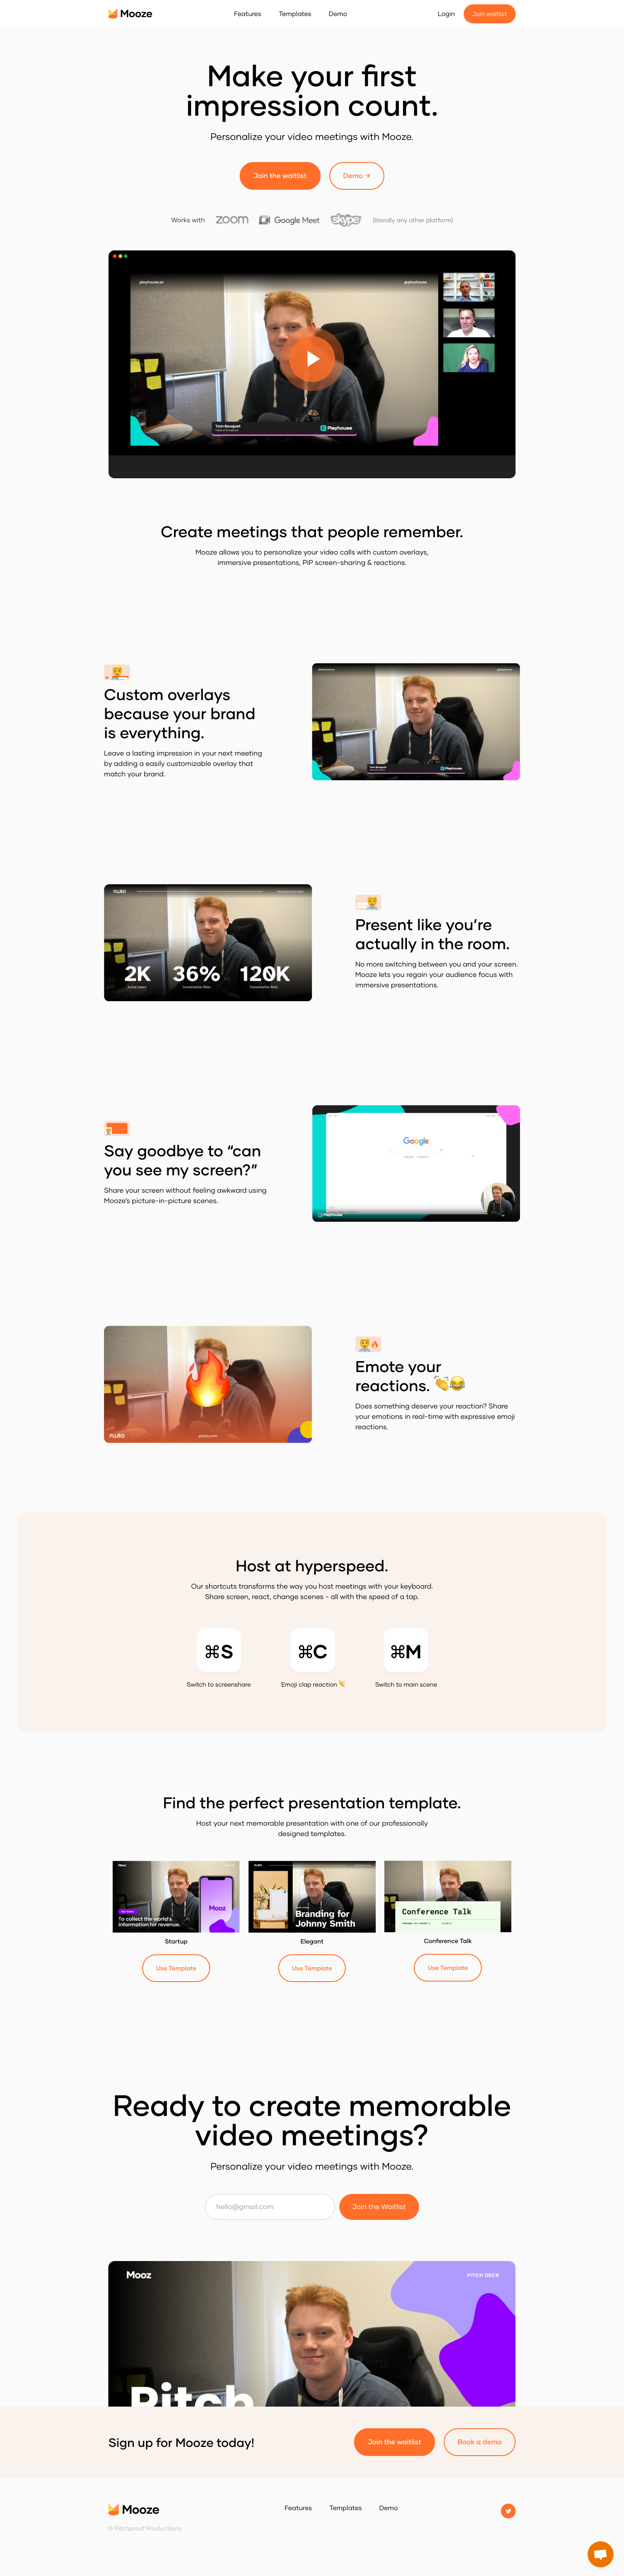 Mooze
Features
Templates
Demo
Login
Join waitlist
Make your first
impression count.
Personalize your video meetings with Mooze.
Join the waitlist
Demo →
Works with
zoom
Google Meet
skype
(literally any other platform)
playhouse.cc
@playhouse
Tom Bouquet
Playhouse
Create meetings that people remember.
Mooze allows you to personalize your video calls with custom overlays,
immersive presentations, PiP screen-sharing & reactions.
Custom overlays
because your brand
is everything.
Leave a lasting impression in your next meeting
by adding a easily customizable overlay that
match your brand.
Playhouse
Present like you're
actually in the room.
No more switching between you and your screen.
Mooze lets you regain your audience focus with
immersive presentations.
PLURO
2K
36%
120K
Active Users
Conversation Rate
Conversation Rate
Say goodbye to “can
you see my screen?”
Share your screen without feeling awkward using
Mooze's picture-in-picture scenes.
Google
Playhouse
Emote your
reactions. 👏😂
Does something deserve your reaction? Share
your emotions in real-time with expressive emoji
reactions.
PLURO
Host at hyperspeed.
Our shortcuts transforms the way you host meetings with your keyboard.
Share screen, react, change scenes - all with the speed of a tap.
⌘S
⌘C
⌘M
Switch to screenshare
Emoji clap reaction 👏
Switch to main scene
Find the perfect presentation template.
Host your next memorable presentation with one of our professionally
designed templates.
Mooz
To collect the world's
information for revenue.
Mooz
PLURO
Branding for
Johnny Smith
Conference Talk
Startup
Elegant
Conference Talk
Use Template
Use Template
Use Template
Ready to create memorable
video meetings?
Personalize your video meetings with Mooze.
hello@gmail.com
Join the Waitlist
Mooz
PITCH DECK
Pitch
Sign up for Mooze today!
Join the waitlist
Book a demo
Mooze
Features
Templates
Demo
© Pitchproof Productions